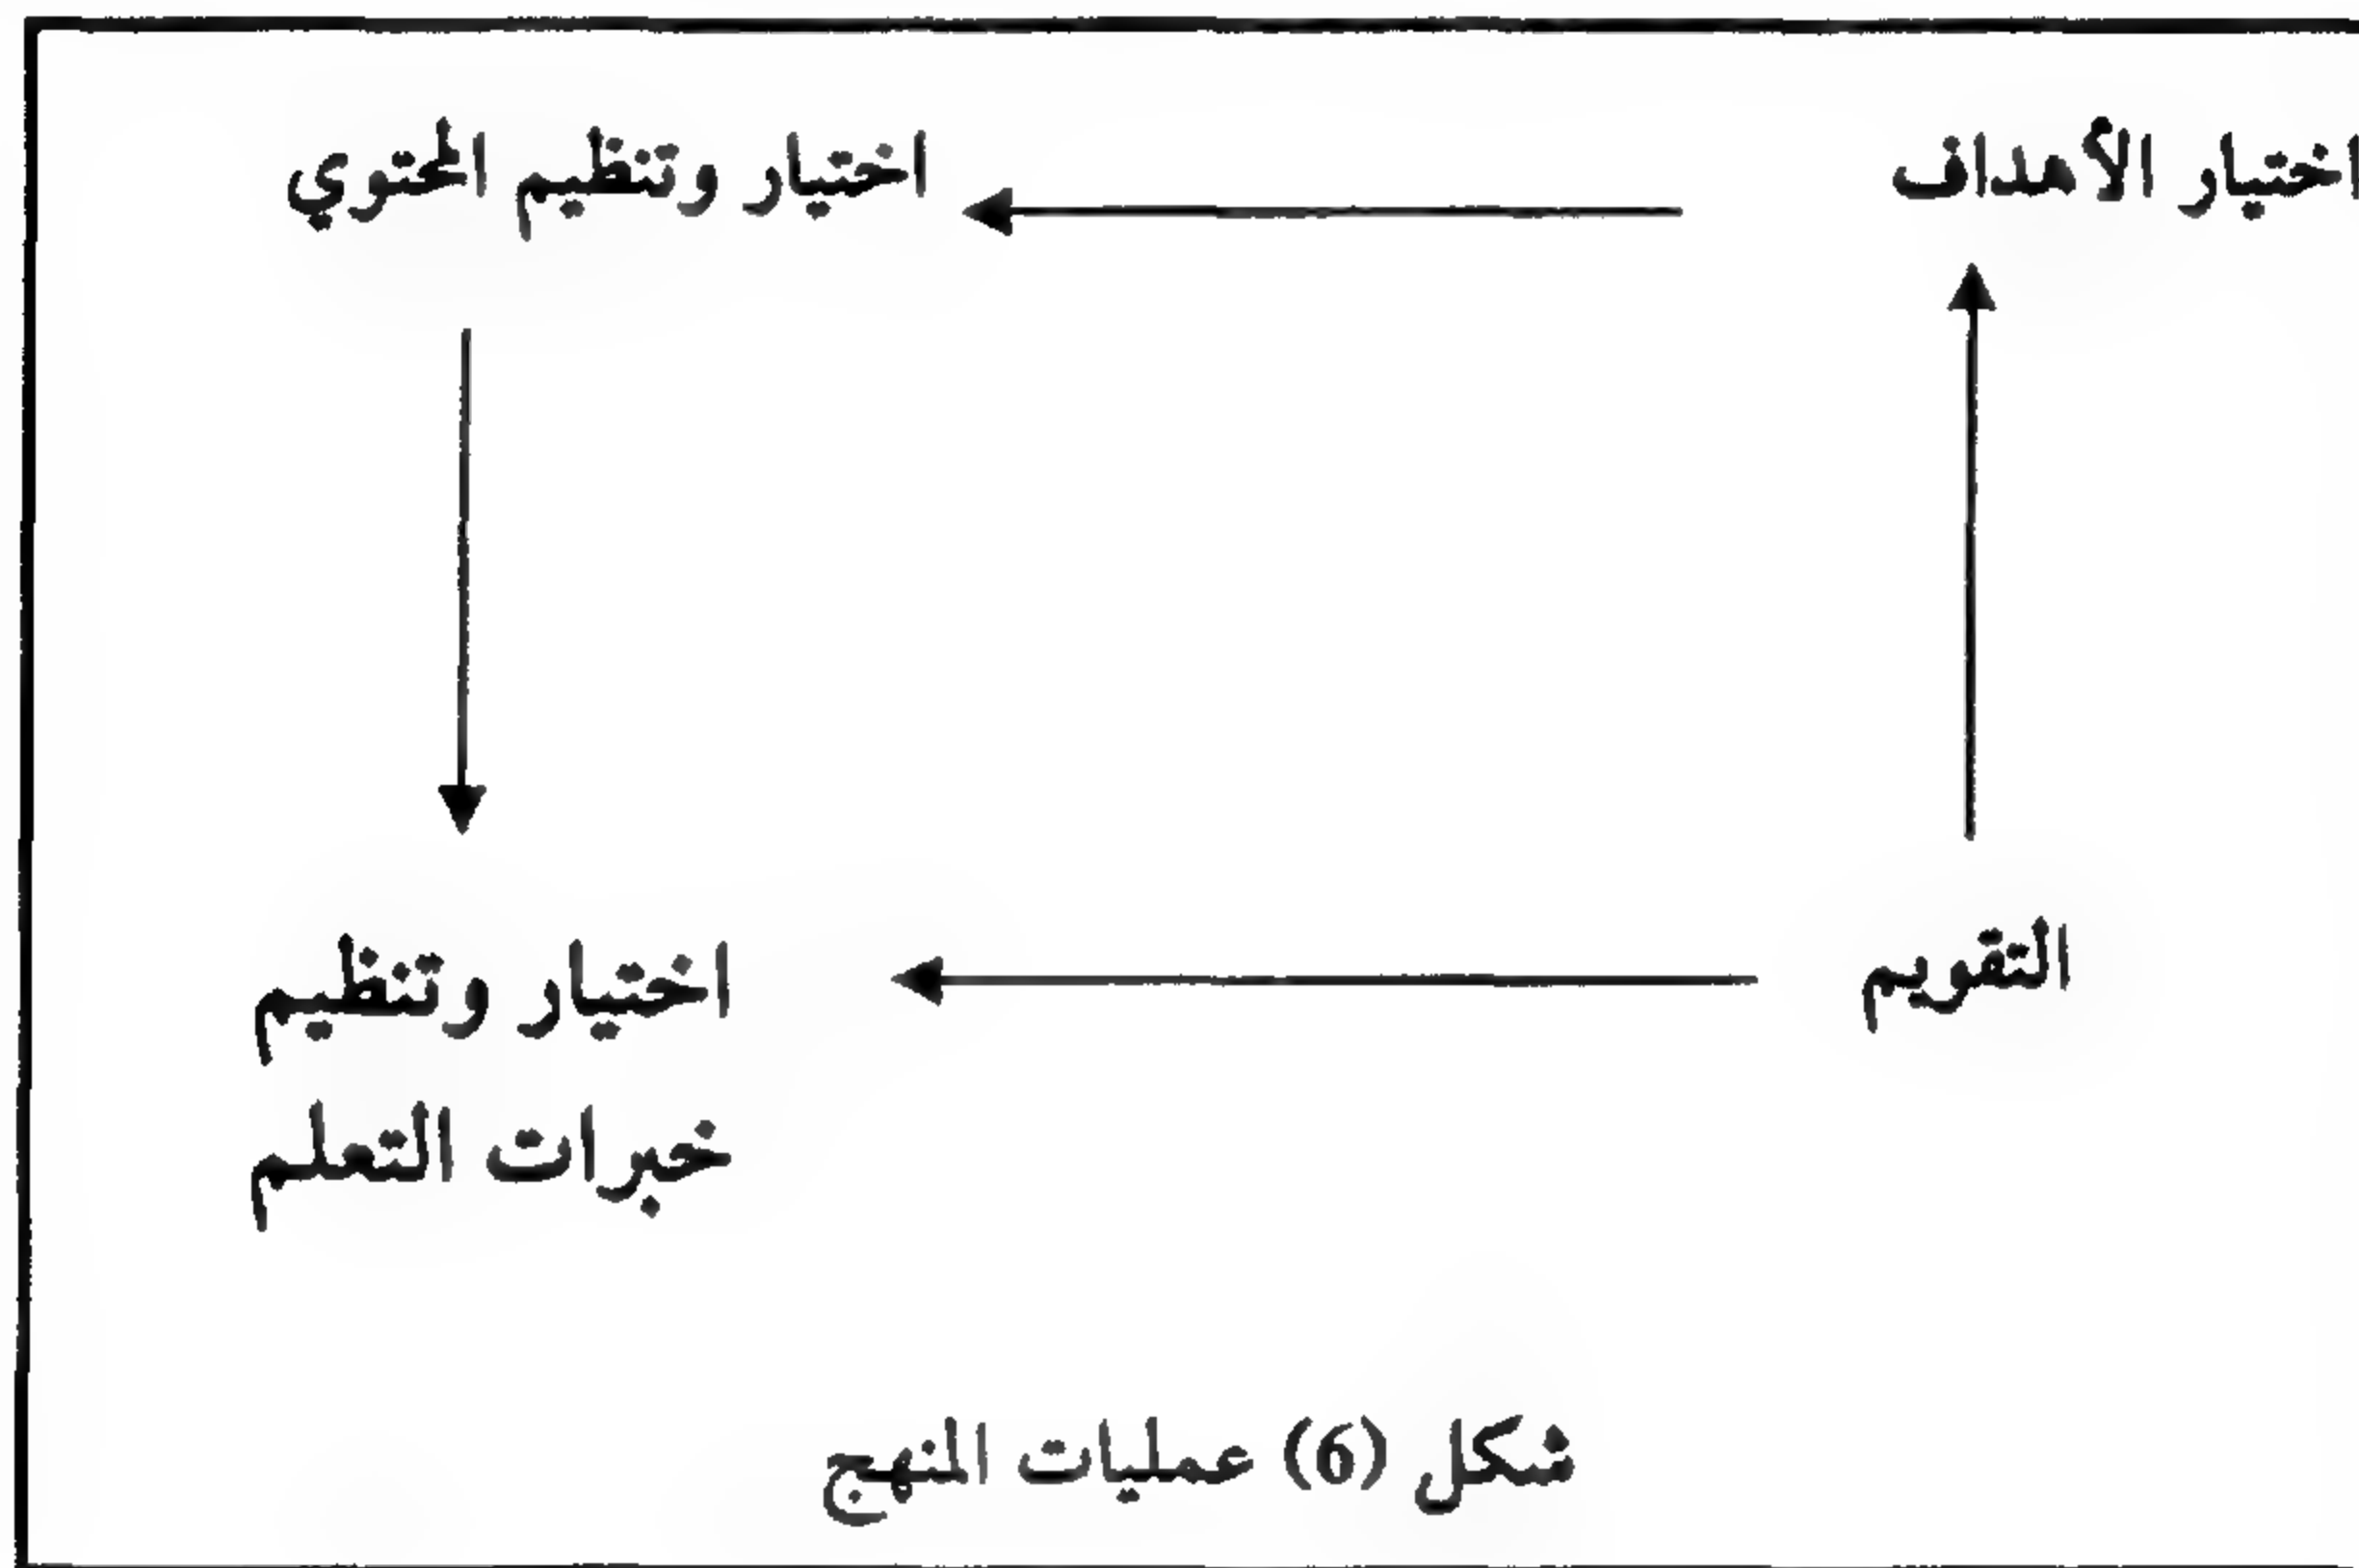 اختيار الأهداف
اختيار وتنظيم المحتوي
التقويم
اختيار وتنظيم
خبرات التعلم
شكل (6) عمليات المنهج